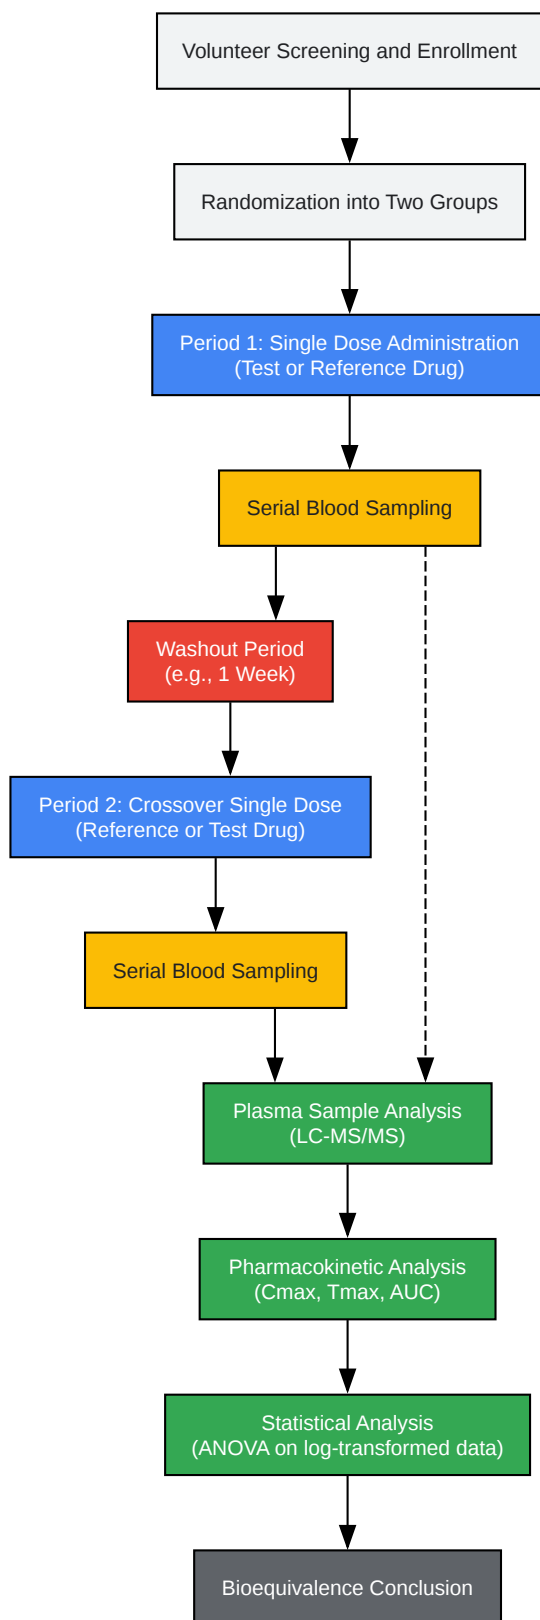 Volunteer Screening and Enrollment
Randomization into Two Groups
Period 1: Single Dose Administration
(Test or Reference Drug)
Serial Blood Sampling
Washout Period
(e.g., 1 Week)
Period 2: Crossover Single Dose
(Reference or Test Drug)
Serial Blood Sampling
Plasma Sample Analysis
(LC-MS/MS)
Pharmacokinetic Analysis
(Cmax, Tmax, AUC)
Statistical Analysis
(ANOVA on log-transformed data)
Bioequivalence Conclusion